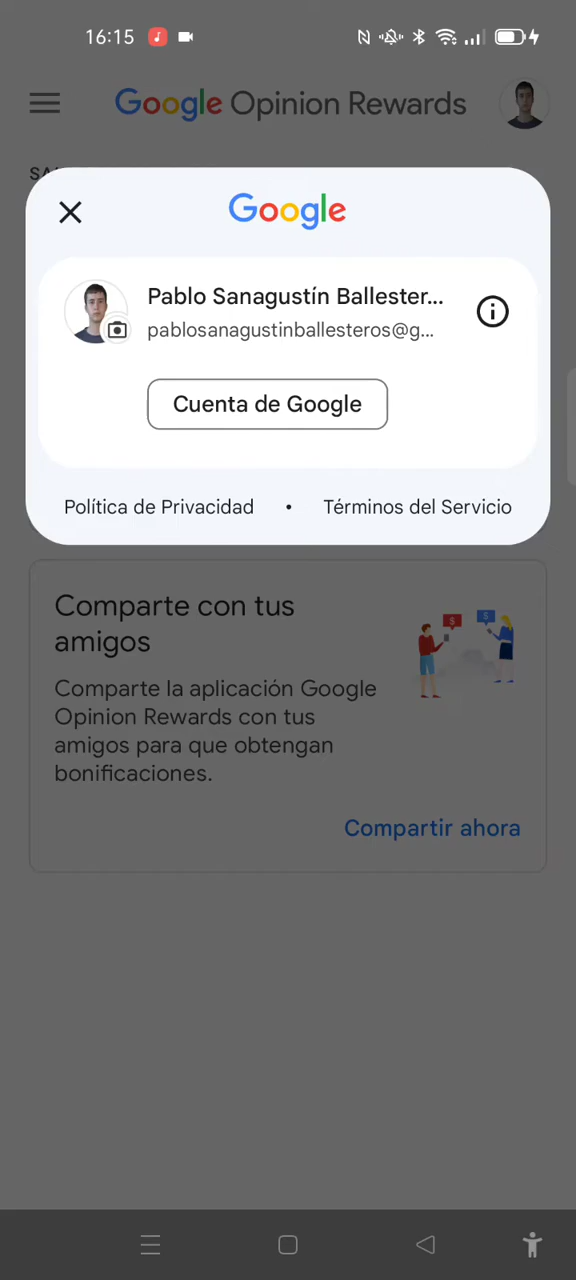 16:15
Google Opinion Rewards
Google
Pablo Sanagustín Ballester...
pablosanagustinballesteros@g...
Cuenta de Google
Política de Privacidad • Términos del Servicio
Comparte con tus
amigos
Comparte la aplicación Google
Opinion Rewards con tus
amigos para que obtengan
bonificaciones.
Compartir ahora